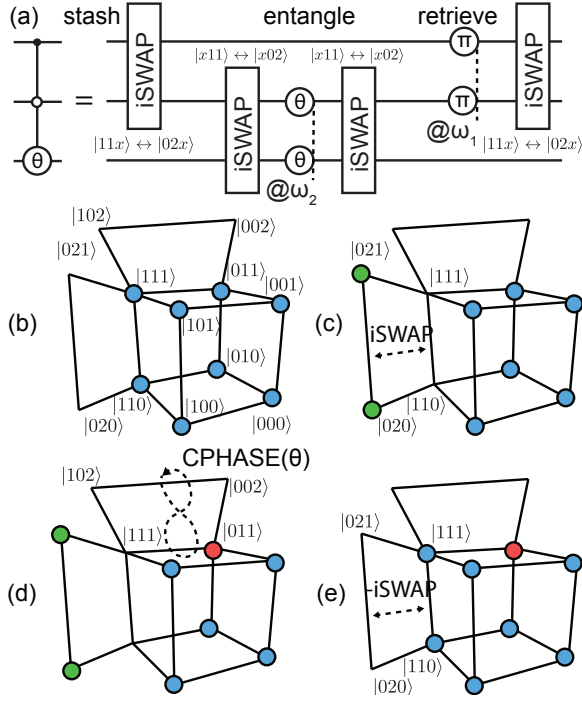 (a) stash entangle retrieve
|x11⟩ ↔ |x02⟩ |x11⟩ ↔ |x02⟩
iSWAP iSWAP iSWAP iSWAP
π
= θ θ π
|11x⟩ ↔ |02x⟩ @ω₁ |11x⟩ ↔ |02x⟩
θ @ω₂
(b)
|102⟩ |002⟩
|021⟩ |111⟩ |011⟩ |001⟩
|101⟩
|010⟩
|110⟩ |100⟩
|020⟩ |000⟩
(c)
|021⟩ |111⟩
iSWAP
|110⟩
|020⟩
(d)
CPHASE(θ)
|102⟩ |002⟩
|111⟩ |011⟩
(e)
|021⟩ |111⟩
-iSWAP
|110⟩
|020⟩